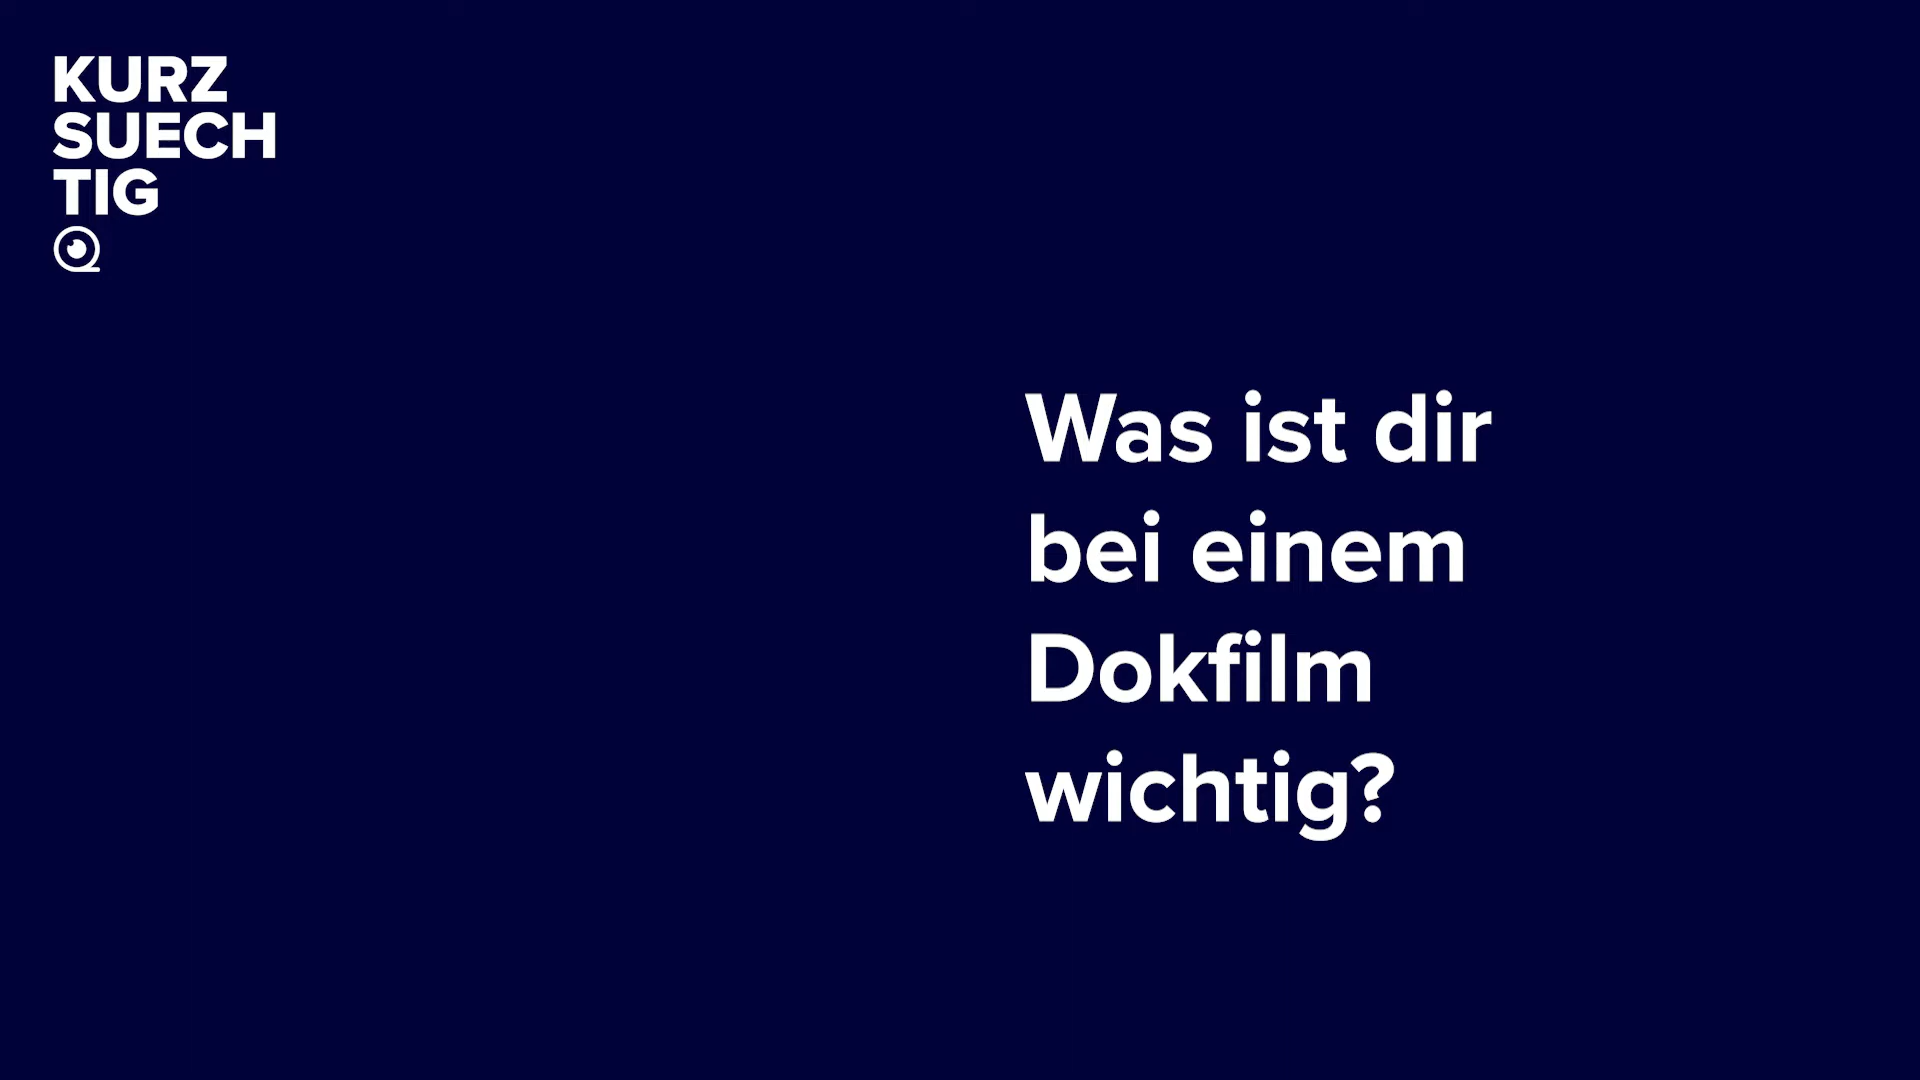 KURZ
SUECH
TIG
Was ist dir
bei einem
Dokfilm
wichtig?